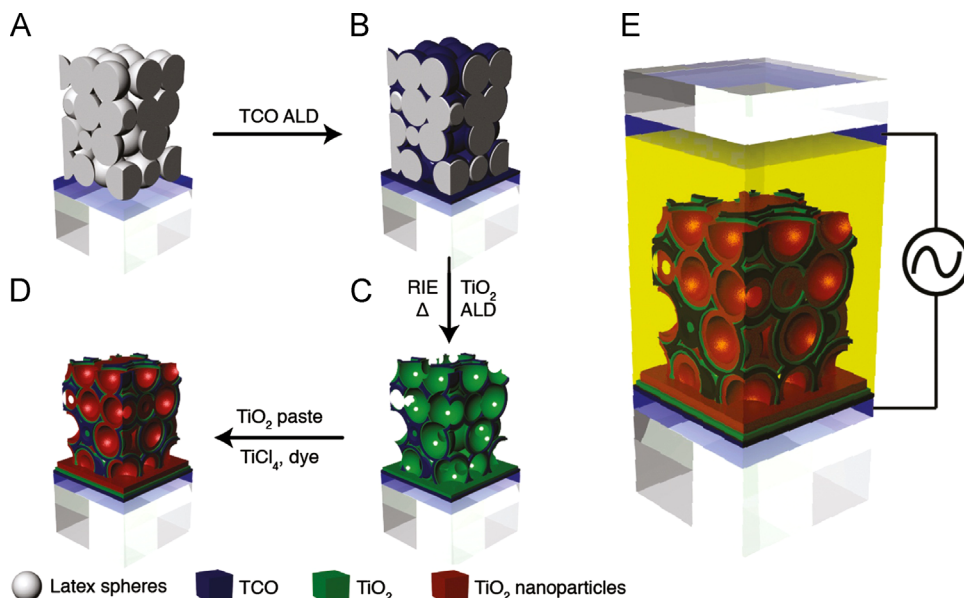 A
B
E
TCO ALD
D
C
RIE
Δ
TiO₂
ALD
TiO₂ paste
TiCl₄, dye
Latex spheres
TCO
TiO₂
TiO₂ nanoparticles